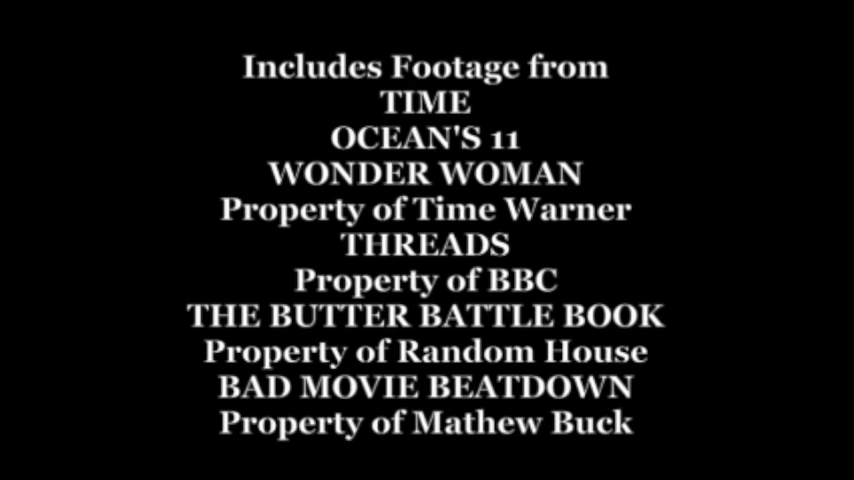 Includes Footage from
TIME
OCEAN'S 11
WONDER WOMAN
Property of Time Warner
THREADS
Property of BBC
THE BUTTER BATTLE BOOK
Property of Random House
BAD MOVIE BEATDOWN
Property of Mathew Buck